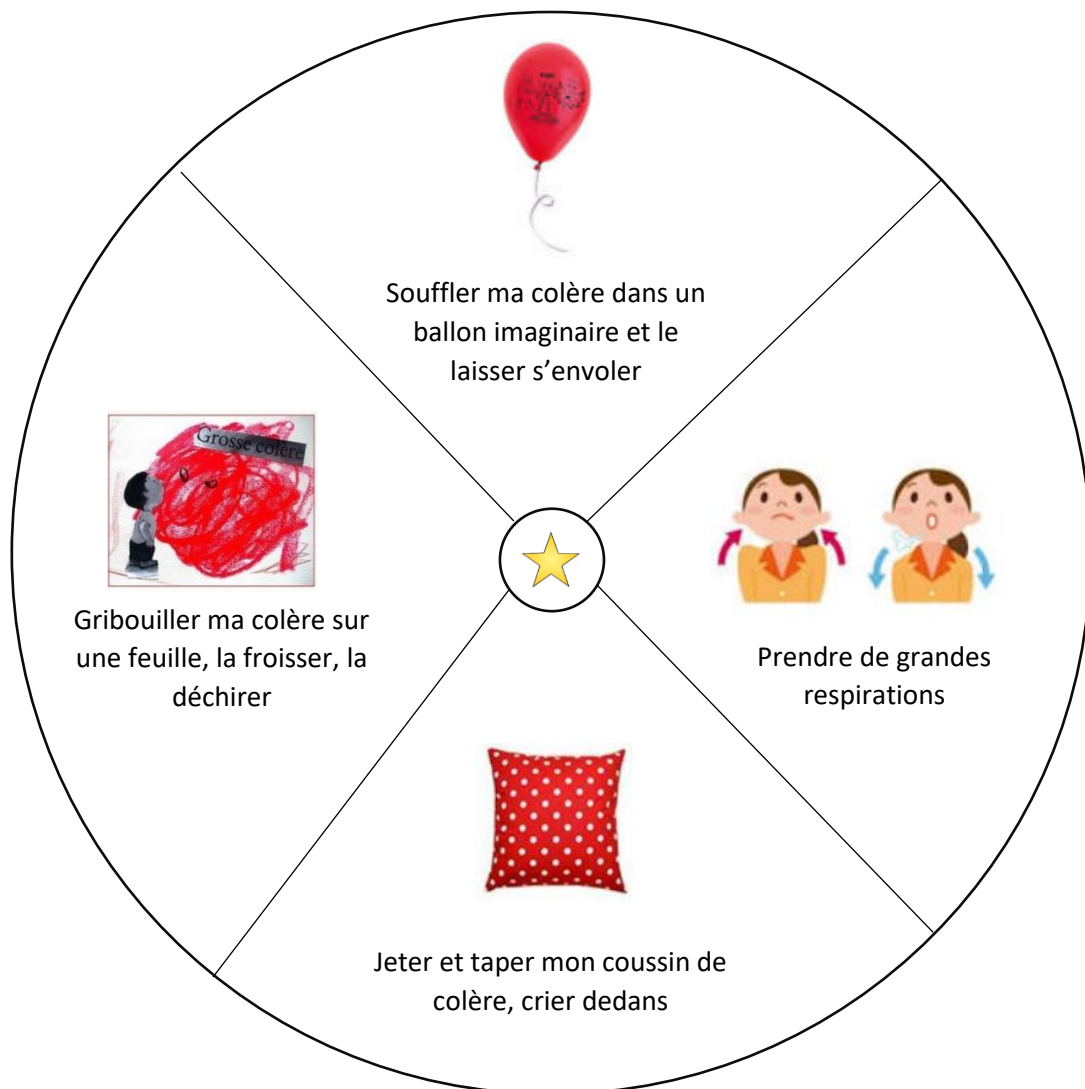 Souffler ma colère dans un
ballon imaginaire et le
laisser s’envoler
Grosse colère
Gribouiller ma colère sur
une feuille, la froisser, la
déchirer
Prendre de grandes
respirations
Jeter et taper mon coussin de
colère, crier dedans